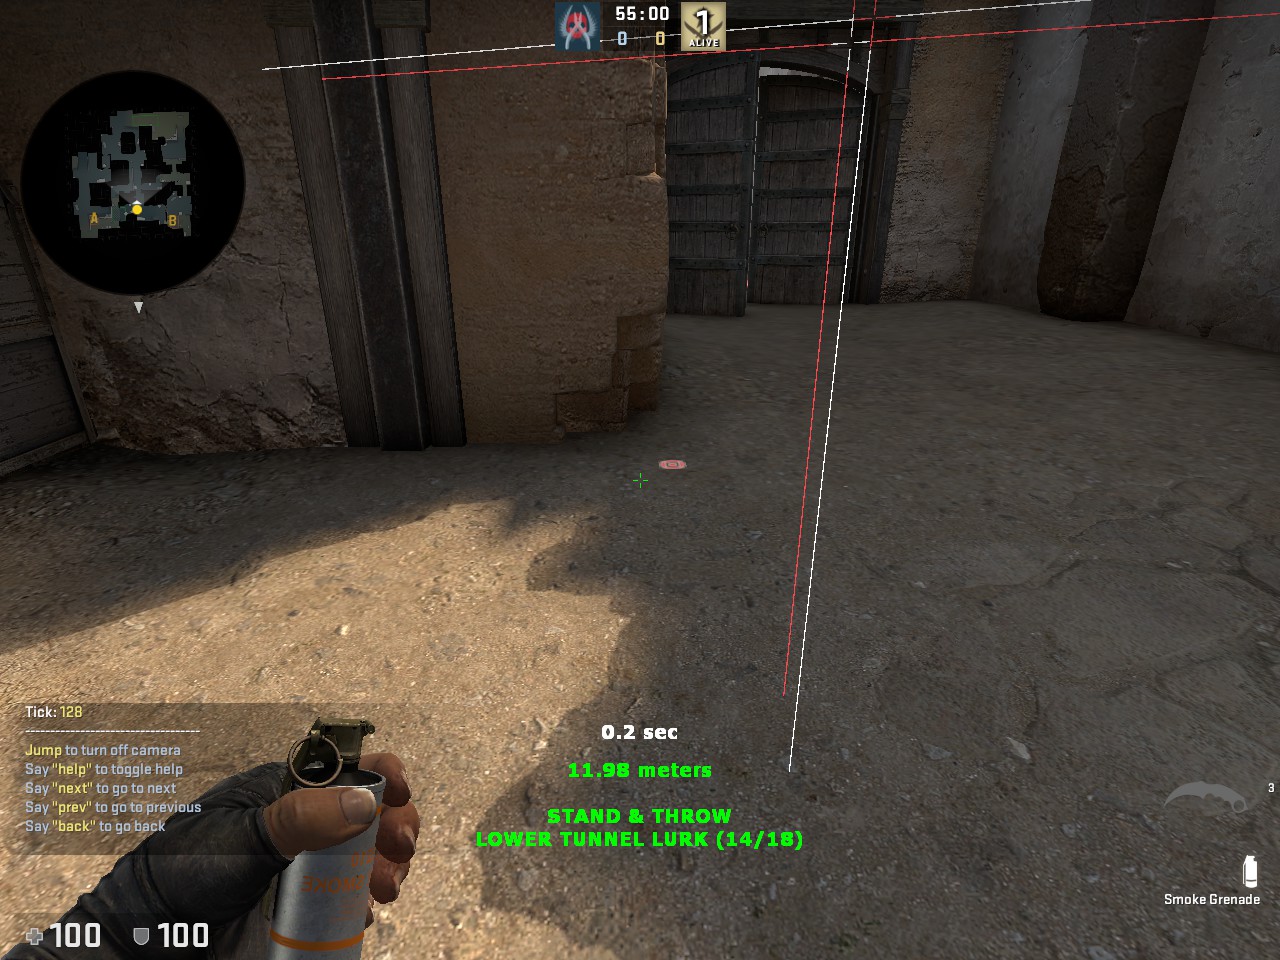 55:00
0 0
1
ALIVE
A B
Tick: 128
----------------------------------
Jump to turn off camera
Say "help" to toggle help
Say "next" to go to next
Say "prev" to go to previous
Say "back" to go back
0.2 sec
11.98 meters
STAND & THROW
LOWER TUNNEL LURK (14/18)
3
Smoke Grenade
100 100